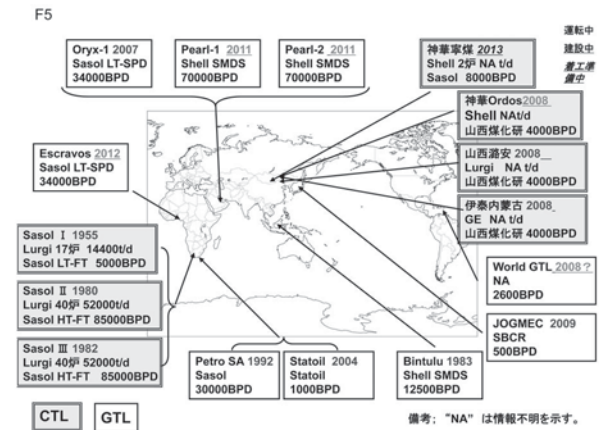 F5
Oryx-1 2007
Sasol LT-SPD
34000BPD
Pearl-1 2011
Shell SMDS
70000BPD
Pearl-2 2011
Shell SMDS
70000BPD
神華寧煤 2013
Shell 2炉 NA t/d
Sasol 8000BPD
運転中
建設中
着工準
備中
神華Ordos2008
Shell NAt/d
山西煤化研 4000BPD
Escravos 2012
Sasol LT-SPD
34000BPD
山西潞安 2008
Lurgi NA t/d
山西煤化研 4000BPD
伊泰内蒙古 2008
GE NA t/d
山西煤化研 4000BPD
Sasol Ⅰ 1955
Lurgi 17炉 14400t/d
Sasol LT-FT 5000BPD
World GTL 2008？
NA
2600BPD
Sasol Ⅱ 1980
Lurgi 40炉 52000t/d
Sasol HT-FT 85000BPD
JOGMEC 2009
SBCR
500BPD
Sasol Ⅲ 1982
Lurgi 40炉 52000t/d
Sasol HT-FT 85000BPD
Petro SA 1992
Sasol
30000BPD
Statoil 2004
Statoil
1000BPD
Bintulu 1983
Shell SMDS
12500BPD
CTL
GTL
備考； "NA" は情報不明を示す。